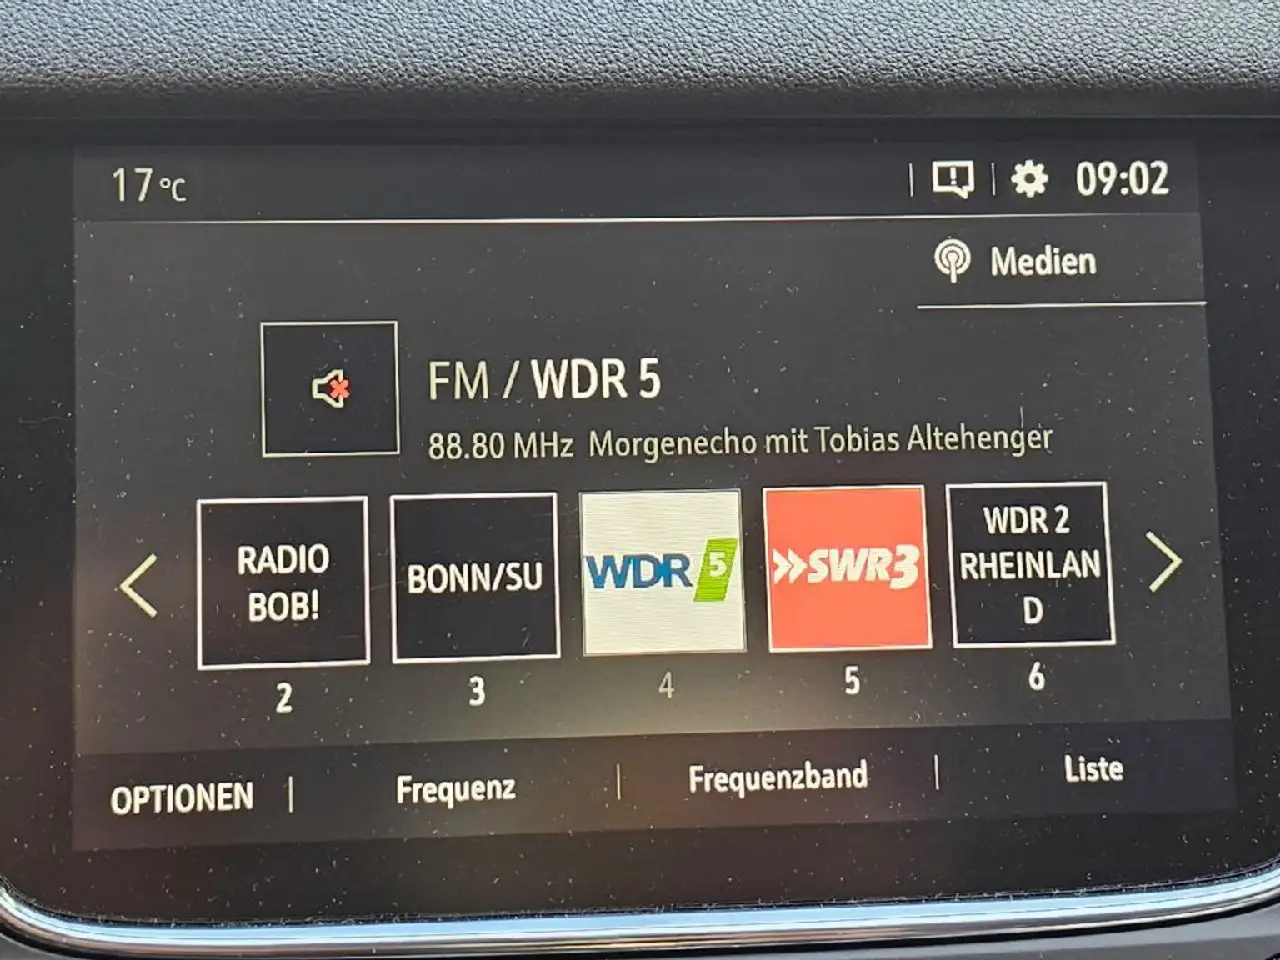 17 °C
09:02
Medien
FM / WDR 5
88.80 MHz Morgenecho mit Tobias Altehenger
RADIO
BOB!
BONN/SU
WDR 5
SWR3
WDR 2
RHEINLAN
D
2
3
4
5
6
OPTIONEN
Frequenz
Frequenzband
Liste